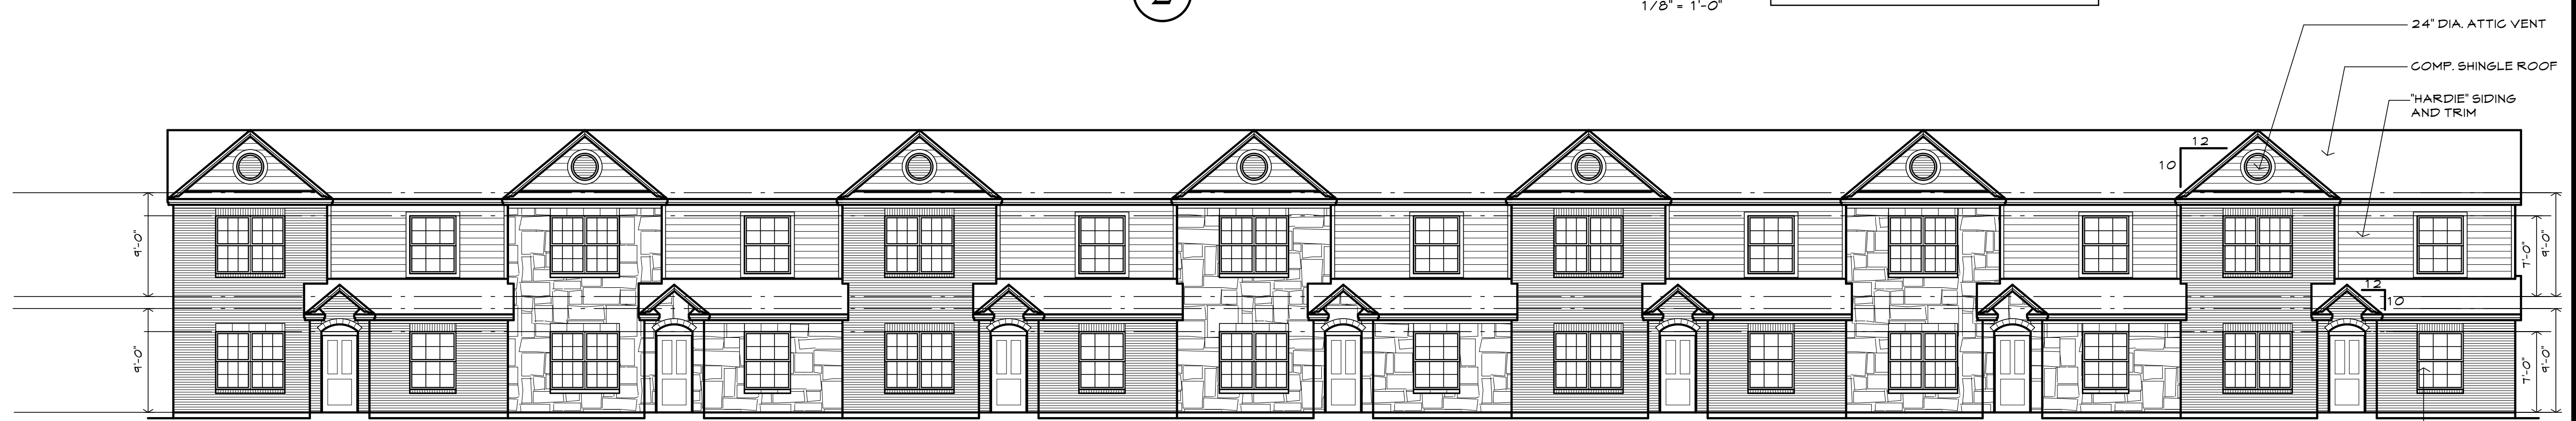 2
1/8" = 1'-0"
24" DIA. ATTIC VENT
COMP. SHINGLE ROOF
"HARDIE" SIDING
AND TRIM
12
10
9'-0"
7'-0"
9'-0"
12
10
9'-0"
7'-0"
9'-0"